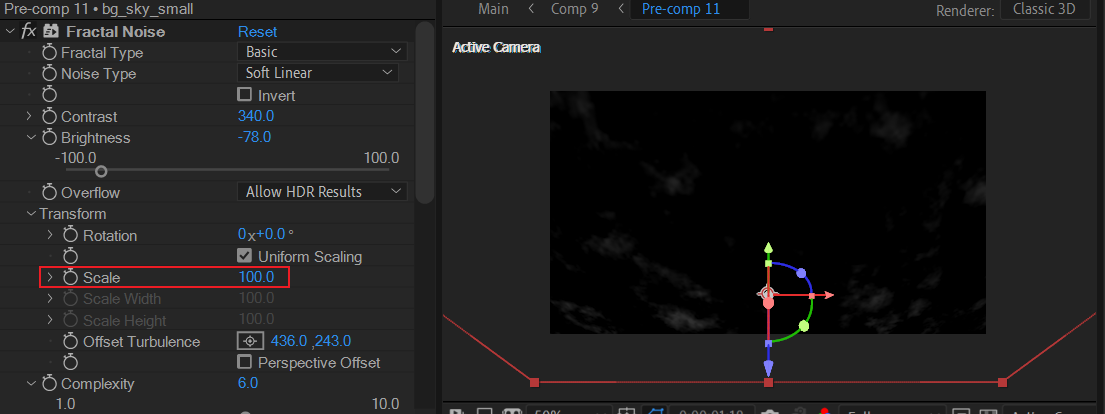 Pre-comp 11 • bg_sky_small
Main < Comp 9 < Pre-comp 11
Renderer: Classic 3D
fx Fractal Noise Reset
Fractal Type Basic
Noise Type Soft Linear
Invert
Contrast 340.0
Brightness -78.0
-100.0 100.0
Overflow Allow HDR Results
Transform
Rotation 0x+0.0°
Uniform Scaling
Scale 100.0
Scale Width 100.0
Scale Height 100.0
Offset Turbulence 436.0 ,243.0
Perspective Offset
Complexity 6.0
1.0 10.0
Active Camera